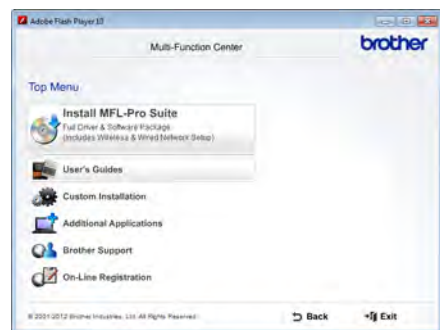 Adobe Flash Player 10
Multi-Function Center
brother
Top Menu
Install MFL-Pro Suite
Full Driver & Software Package
(Includes Wireless & Wired Network Setup)
User's Guides
Custom Installation
Additional Applications
Brother Support
On-Line Registration
© 2001-2012 Brother Industries, Ltd. All Rights Reserved.
Back
Exit